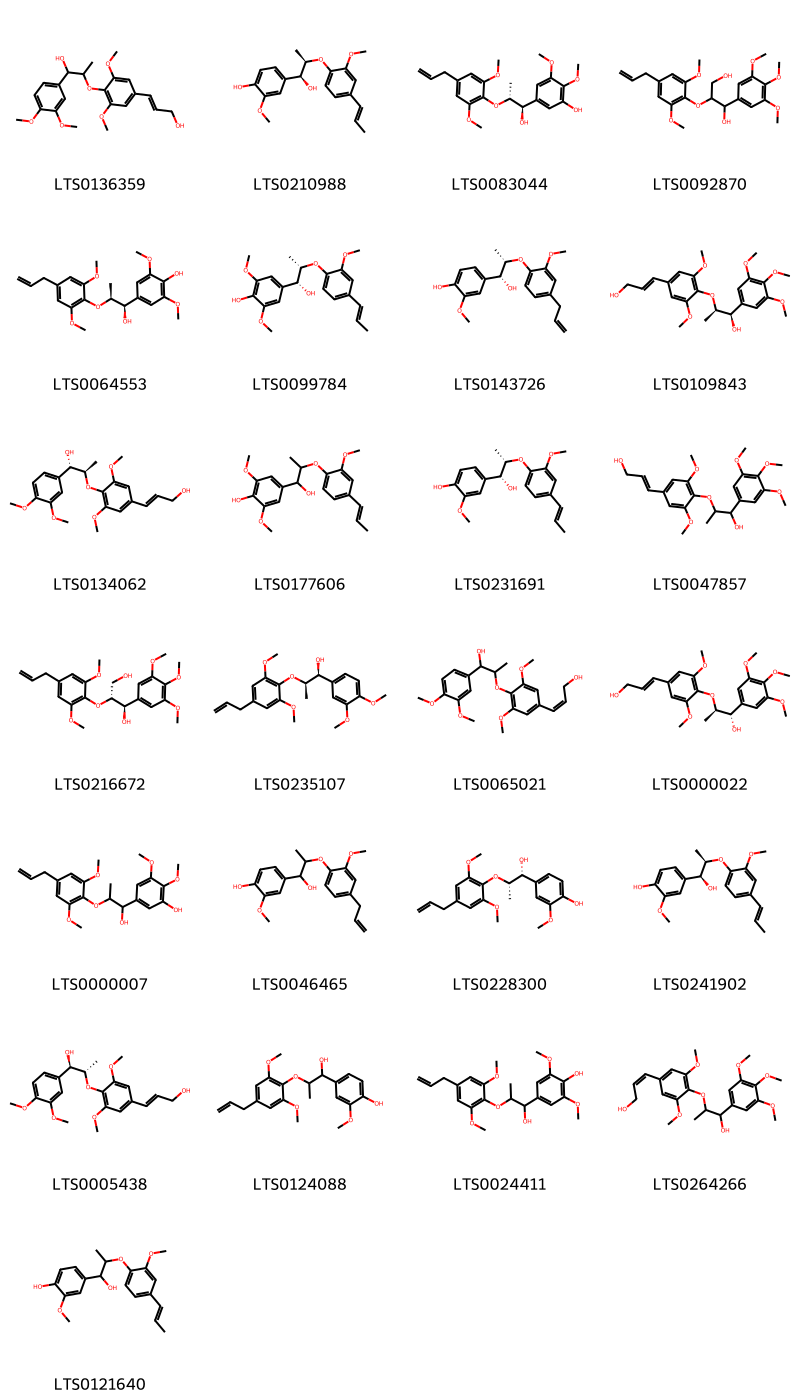 LTS0136359 LTS0210988 LTS0083044 LTS0092870
LTS0064553 LTS0099784 LTS0143726 LTS0109843
LTS0134062 LTS0177606 LTS0231691 LTS0047857
LTS0216672 LTS0235107 LTS0065021 LTS0000022
LTS0000007 LTS0046465 LTS0228300 LTS0241902
LTS0005438 LTS0124088 LTS0024411 LTS0264266
LTS0121640